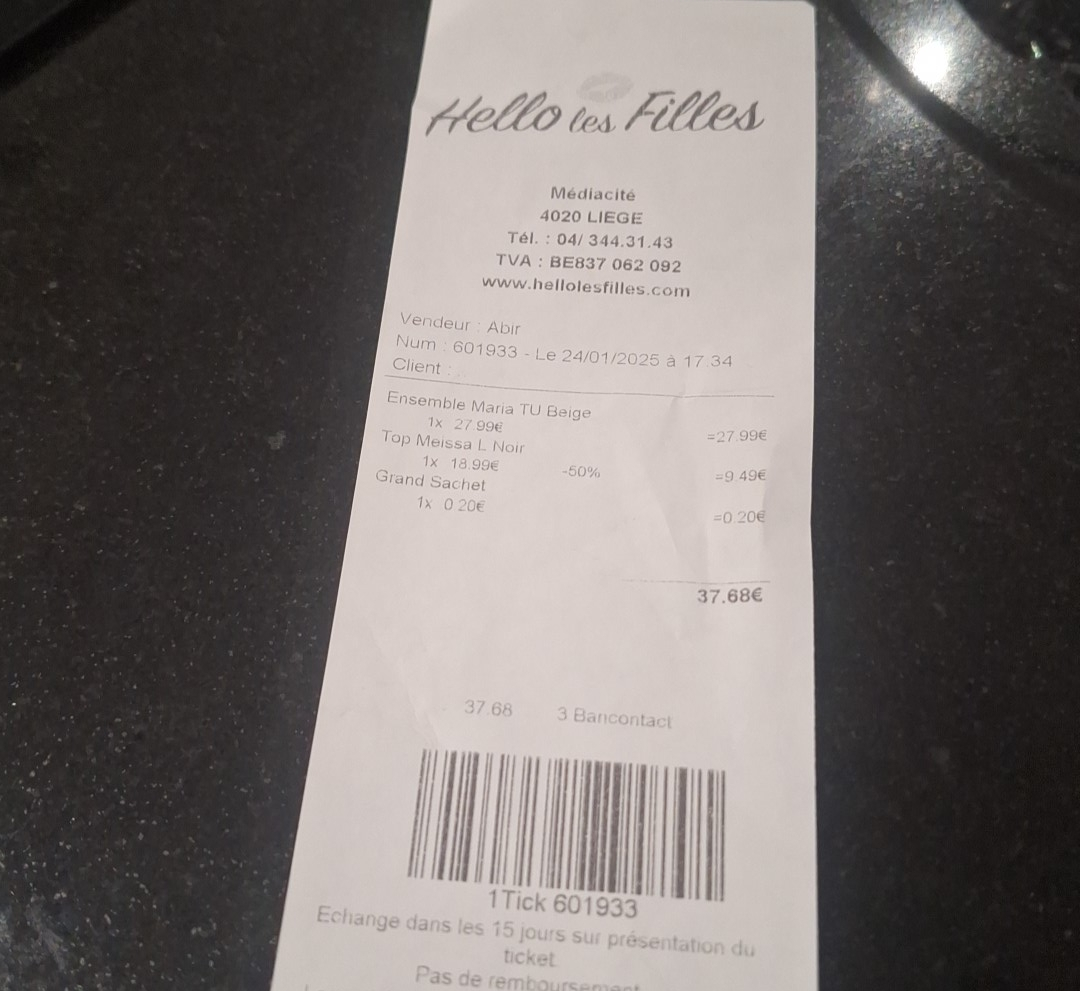 Hello les Filles
Médiacité
4020 LIEGE
Tél. : 04/ 344.31.43
TVA : BE837 062 092
www.hellolesfilles.com
Vendeur : Abir
Num : 601933 - Le 24/01/2025 à 17:34
Client :
Ensemble Maria TU Beige
1x 27.99€ =27.99€
Top Meissa L Noir
1x 18.99€ -50% =9.49€
Grand Sachet
1x 0.20€ =0.20€
37.68€
37.68 3 Bancontact
1Tick 601933
Echange dans les 15 jours sur présentation du
ticket.
Pas de remboursement